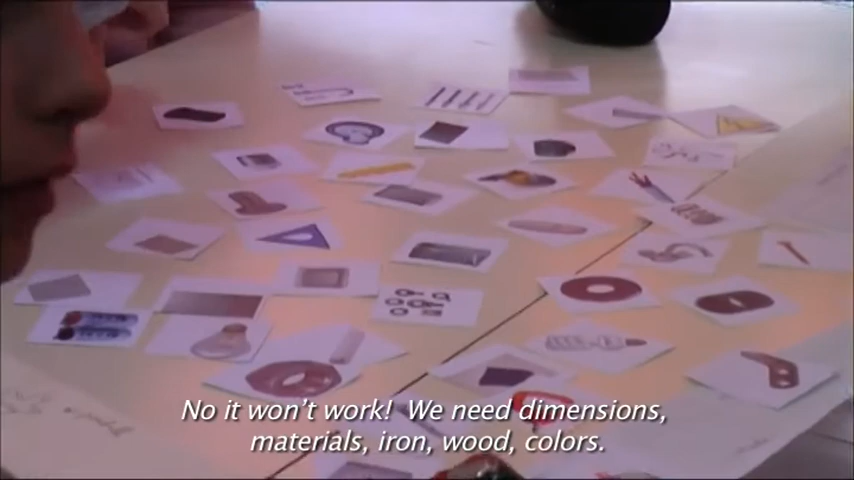 No it won't work!  We need dimensions,
materials, iron, wood, colors.